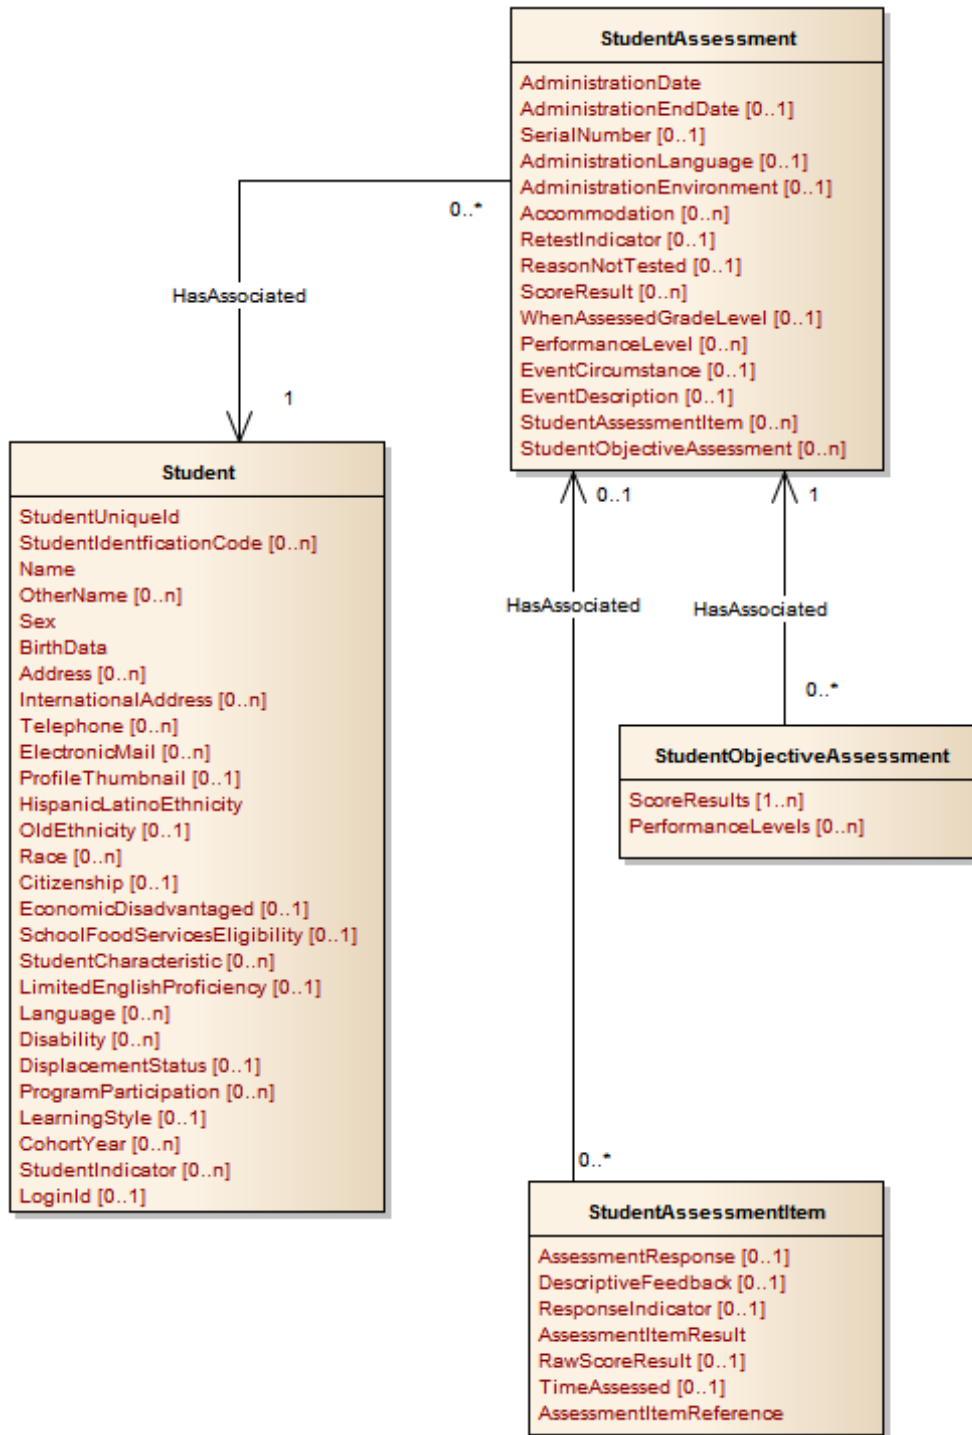 StudentAssessment
AdministrationDate
AdministrationEndDate [0..1]
SerialNumber [0..1]
AdministrationLanguage [0..1]
AdministrationEnvironment [0..1]
Accommodation [0..n]
RetestIndicator [0..1]
ReasonNotTested [0..1]
ScoreResult [0..n]
WhenAssessedGradeLevel [0..1]
PerformanceLevel [0..n]
EventCircumstance [0..1]
EventDescription [0..1]
StudentAssessmentItem [0..n]
StudentObjectiveAssessment [0..n]
0..*
HasAssociated
1
Student
StudentUniqueId
StudentIdentficationCode [0..n]
Name
OtherName [0..n]
Sex
BirthData
Address [0..n]
InternationalAddress [0..n]
Telephone [0..n]
ElectronicMail [0..n]
ProfileThumbnail [0..1]
HispanicLatinoEthnicity
OldEthnicity [0..1]
Race [0..n]
Citizenship [0..1]
EconomicDisadvantaged [0..1]
SchoolFoodServicesEligibility [0..1]
StudentCharacteristic [0..n]
LimitedEnglishProficiency [0..1]
Language [0..n]
Disability [0..n]
DisplacementStatus [0..1]
ProgramParticipation [0..n]
LearningStyle [0..1]
CohortYear [0..n]
StudentIndicator [0..n]
LoginId [0..1]
0..1
HasAssociated
0..*
1
HasAssociated
0..*
StudentObjectiveAssessment
ScoreResults [1..n]
PerformanceLevels [0..n]
StudentAssessmentItem
AssessmentResponse [0..1]
DescriptiveFeedback [0..1]
ResponseIndicator [0..1]
AssessmentItemResult
RawScoreResult [0..1]
TimeAssessed [0..1]
AssessmentItemReference